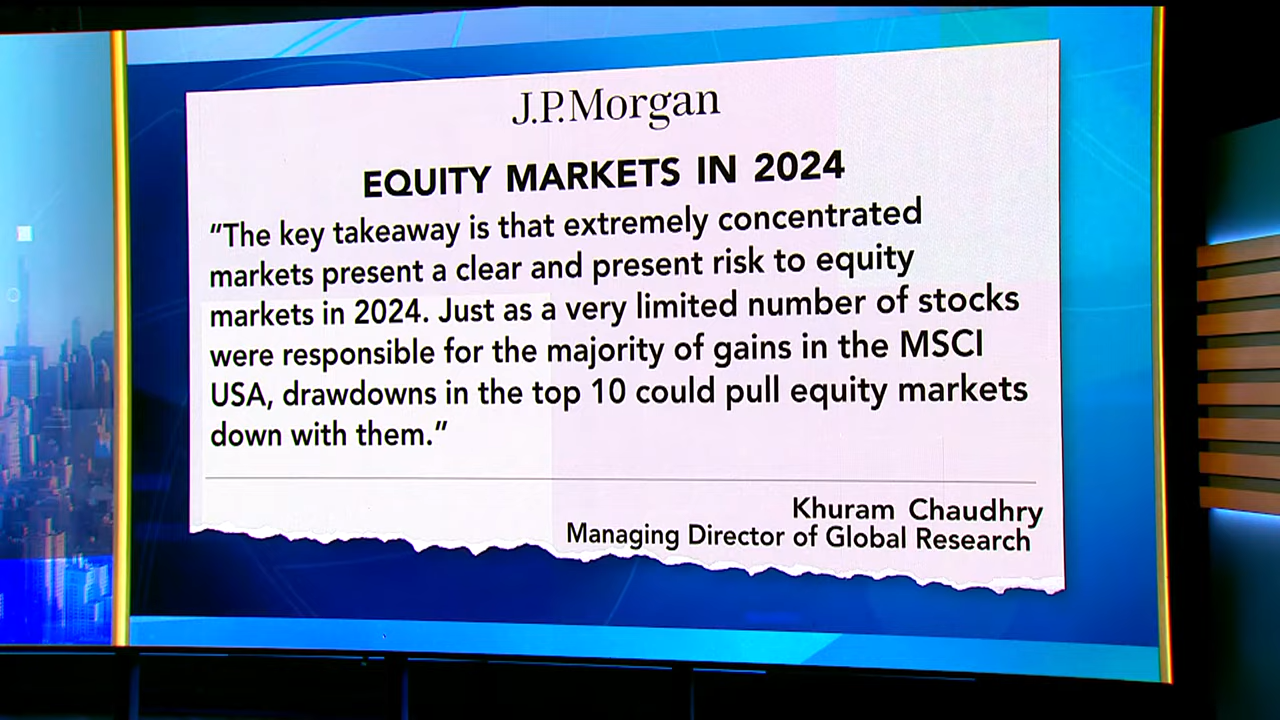 J.P.Morgan
EQUITY MARKETS IN 2024
“The key takeaway is that extremely concentrated
markets present a clear and present risk to equity
markets in 2024. Just as a very limited number of stocks
were responsible for the majority of gains in the MSCI
USA, drawdowns in the top 10 could pull equity markets
down with them.”
Khuram Chaudhry
Managing Director of Global Research